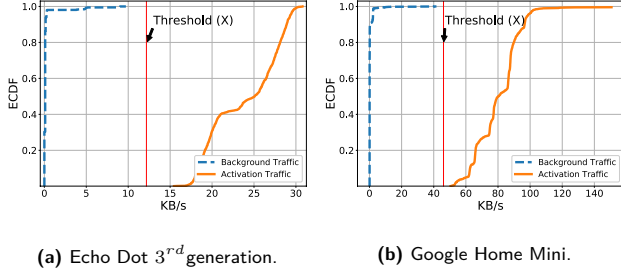 1.0
0.8
0.6
0.4
0.2
ECDF
0 5 10 15 20 25 30
KB/s
Threshold (X)
Background Traffic
Activation Traffic
(a) Echo Dot 3rd generation.
1.0
0.8
0.6
0.4
0.2
ECDF
0 20 40 60 80 100 120 140
KB/s
Threshold (X)
Background Traffic
Activation Traffic
(b) Google Home Mini.